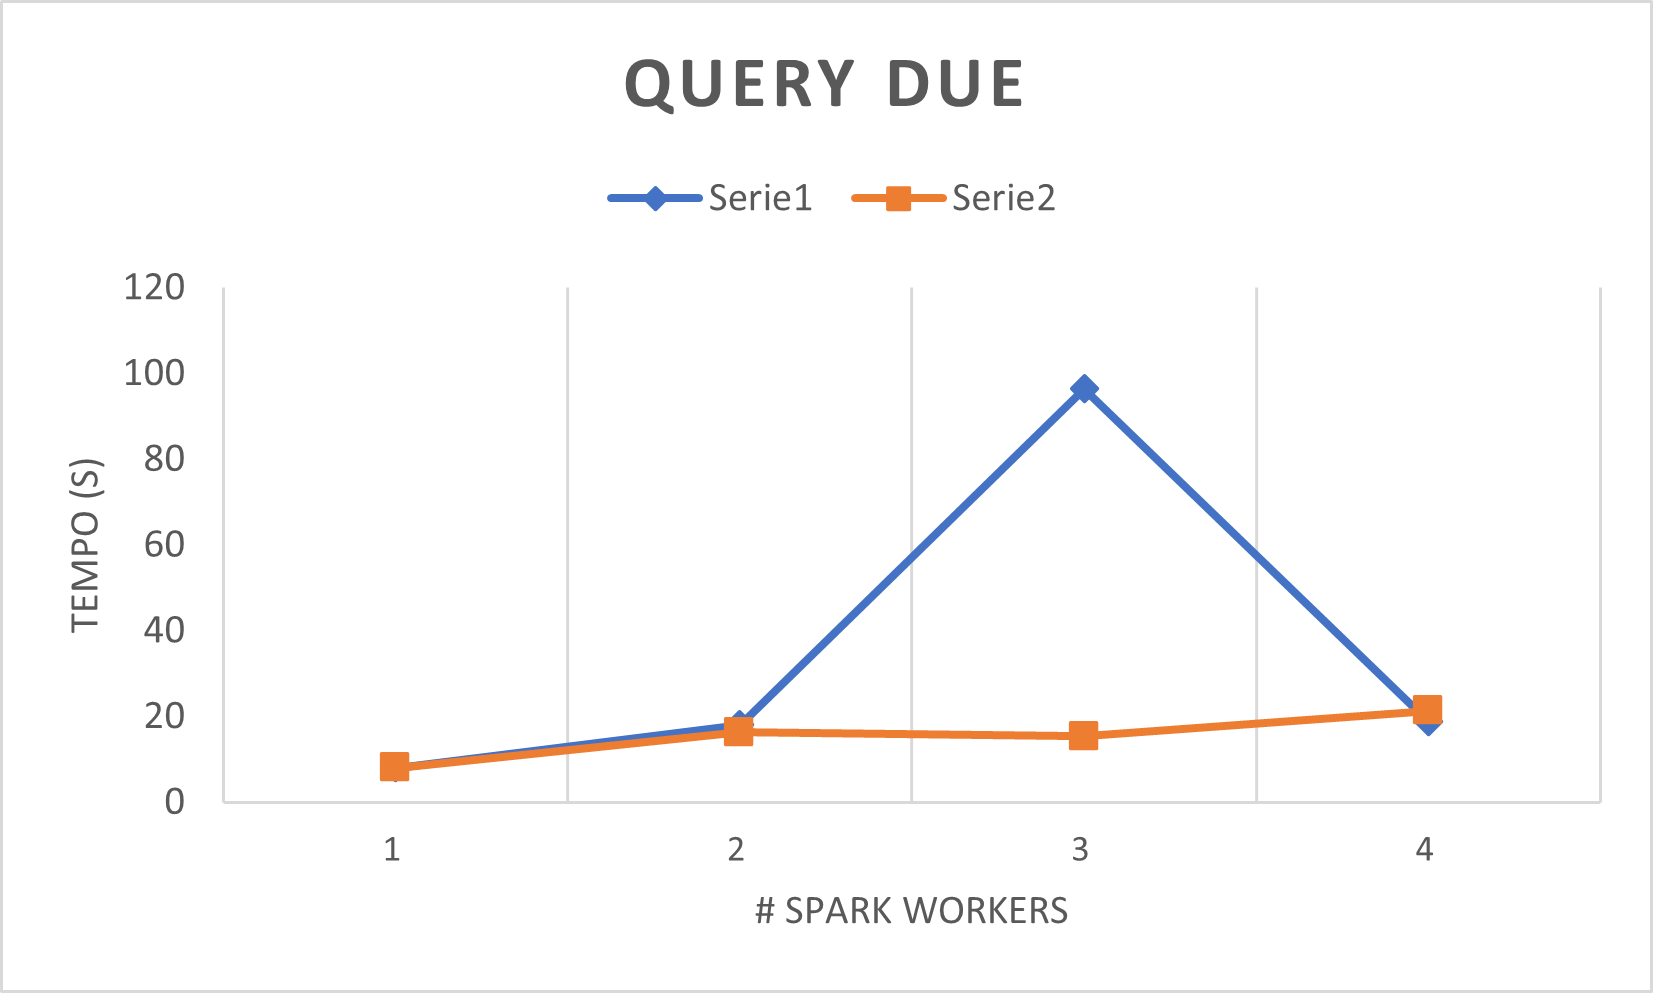 QUERY DUE
Serie1 Serie2
120
100
80
60
40
20
0
TEMPO (S)
1 2 3 4
# SPARK WORKERS